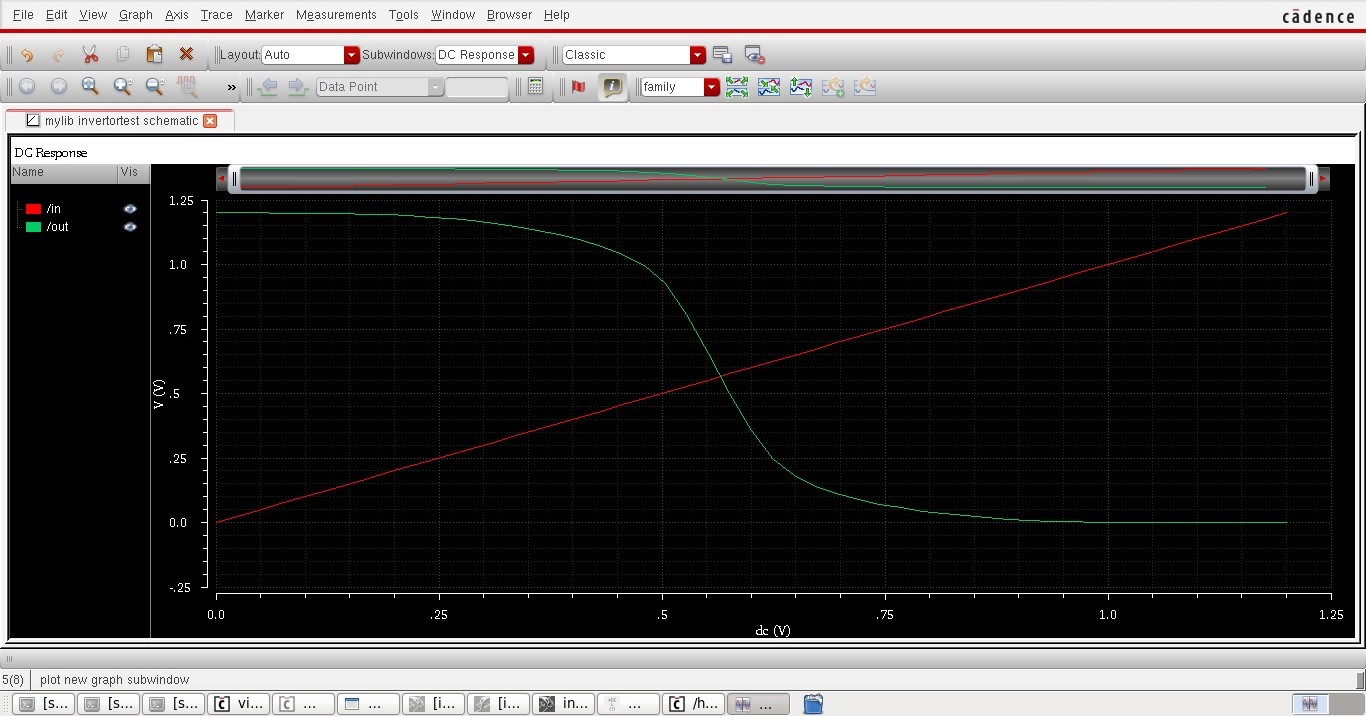 File Edit View Graph Axis Trace Marker Measurements Tools Window Browser Help
cādence
Layout: Auto Subwindows: DC Response Classic
» Data Point family
mylib invertortest schematic
DC Response
Name Vis
/in
/out
1.25
1.0
.75
.5
.25
0.0
-.25
V (V)
0.0 .25 .5 .75 1.0 1.25
dc (V)
5(8) plot new graph subwindow
[s... [s... [s... vi... ... ... [i... [i... in... ... /h... ...